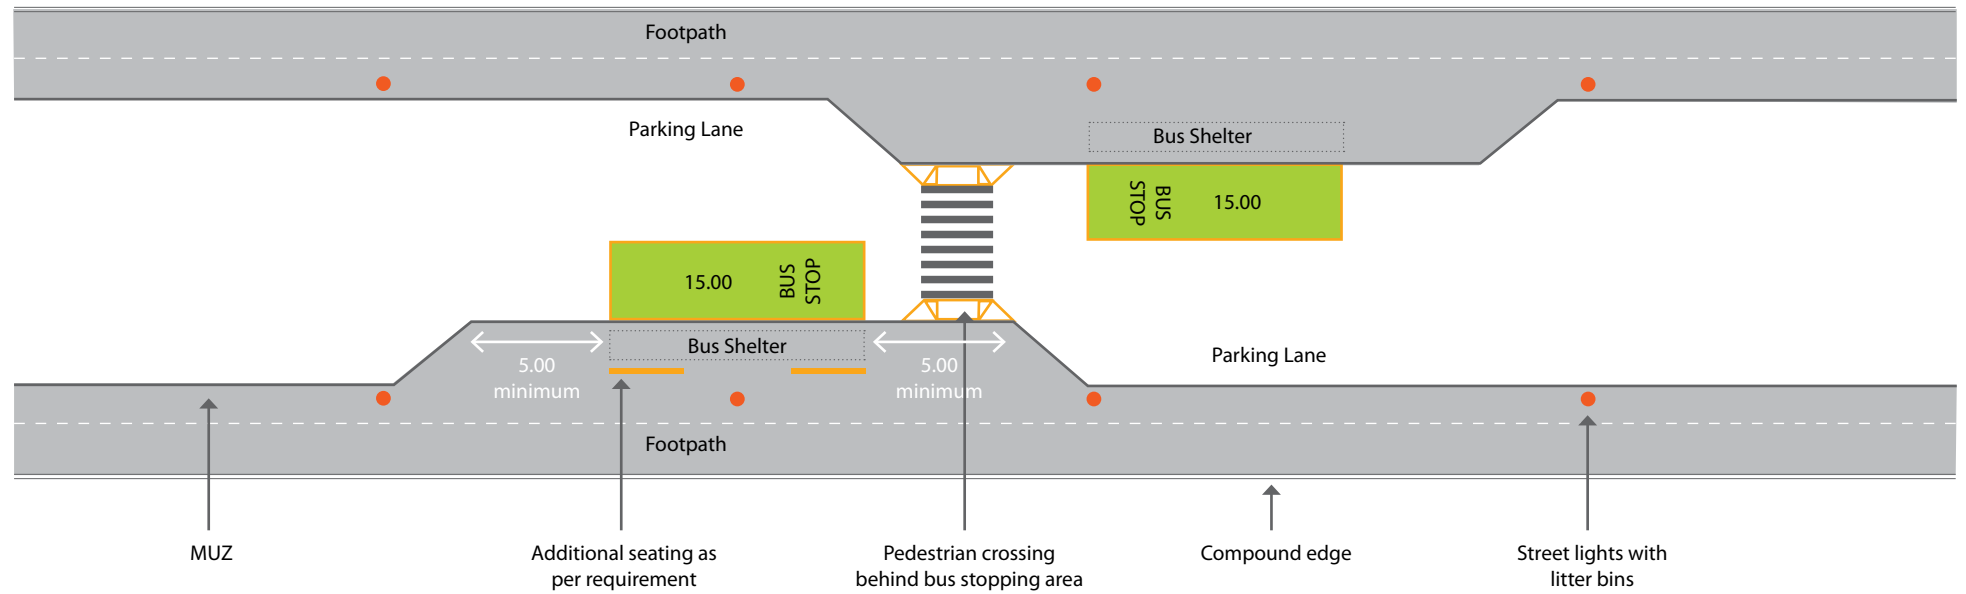 Footpath
Parking Lane
Bus Shelter
BUS
STOP
15.00
15.00
BUS
STOP
Bus Shelter
5.00
minimum
5.00
minimum
Parking Lane
Footpath
MUZ
Additional seating as
per requirement
Pedestrian crossing
behind bus stopping area
Compound edge
Street lights with
litter bins